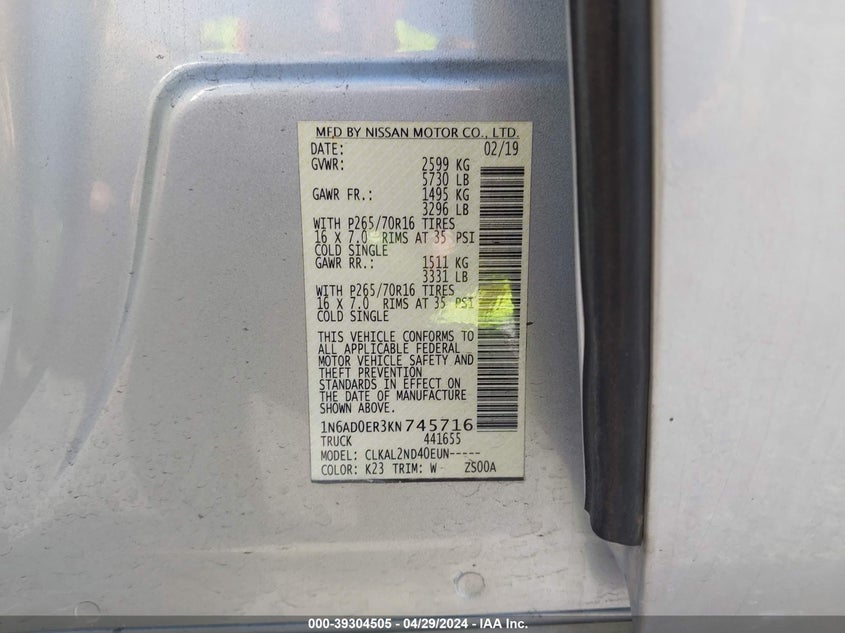 MFD BY NISSAN MOTOR CO., LTD.
DATE: 02/19
GVWR: 2599 KG
5730 LB
GAWR FR.: 1495 KG
3296 LB
WITH P265/70R16 TIRES
16 X 7.0 RIMS AT 35 PSI
COLD SINGLE
GAWR RR.: 1511 KG
3331 LB
WITH P265/70R16 TIRES
16 X 7.0 RIMS AT 35 PSI
COLD SINGLE
THIS VEHICLE CONFORMS TO
ALL APPLICABLE FEDERAL
MOTOR VEHICLE SAFETY AND
THEFT PREVENTION
STANDARDS IN EFFECT ON
THE DATE OF MANUFACTURE
SHOWN ABOVE.
1N6AD0ER3KN745716
TRUCK 441655
MODEL: CLKAL2ND40EUN-----
COLOR: K23 TRIM: W ZS00A
000-39304505 - 04/29/2024 - IAA Inc.